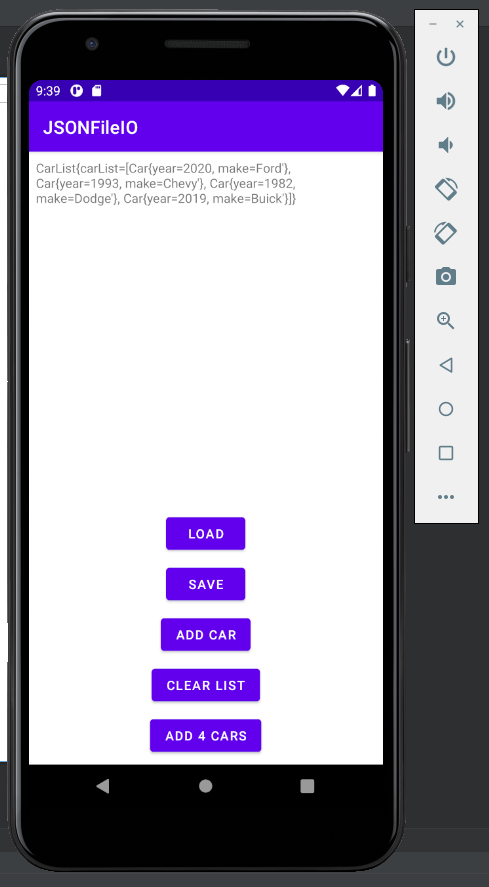 9:39
JSONFileIO
CarList{carList=[Car{year=2020, make=Ford'},
Car{year=1993, make=Chevy'}, Car{year=1982,
make=Dodge'}, Car{year=2019, make=Buick'}]}
LOAD
SAVE
ADD CAR
CLEAR LIST
ADD 4 CARS